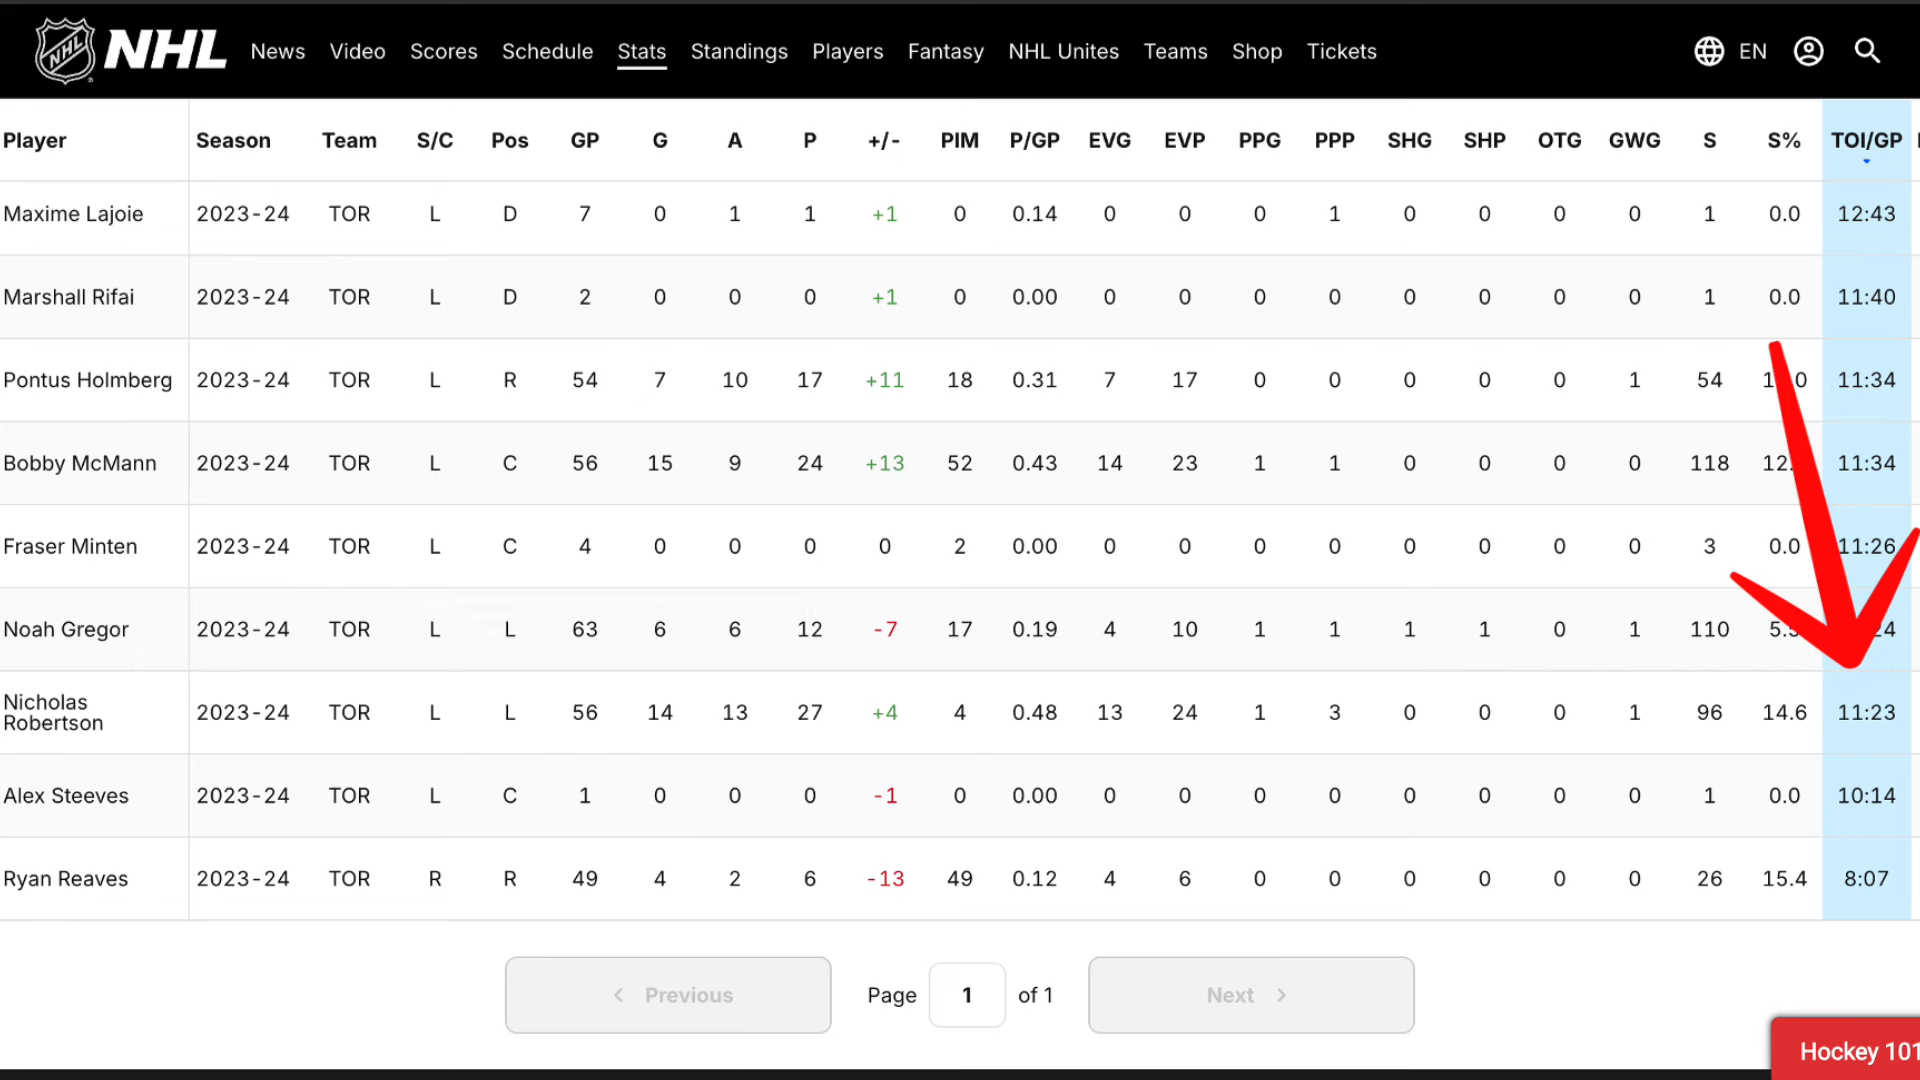 NHL NHL News Video Scores Schedule Stats Standings Players Fantasy NHL Unites Teams Shop Tickets EN
Player Season Team S/C Pos GP G A P +/- PIM P/GP EVG EVP PPG PPP SHG SHP OTG GWG S S% TOI/GP
Maxime Lajoie 2023-24 TOR L D 7 0 1 1 +1 0 0.14 0 0 0 1 0 0 0 0 1 0.0 12:43
Marshall Rifai 2023-24 TOR L D 2 0 0 0 +1 0 0.00 0 0 0 0 0 0 0 0 1 0.0 11:40
Pontus Holmberg 2023-24 TOR L R 54 7 10 17 +11 18 0.31 7 17 0 0 0 0 0 1 54 11:34
Bobby McMann 2023-24 TOR L C 56 15 9 24 +13 52 0.43 14 23 1 1 0 0 0 0 118 11:34
Fraser Minten 2023-24 TOR L C 4 0 0 0 0 2 0.00 0 0 0 0 0 0 0 0 3 0.0 11:26
Noah Gregor 2023-24 TOR L L 63 6 6 12 -7 17 0.19 4 10 1 1 1 1 0 1 110
Nicholas
Robertson 2023-24 TOR L L 56 14 13 27 +4 4 0.48 13 24 1 3 0 0 0 1 96 14.6 11:23
Alex Steeves 2023-24 TOR L C 1 0 0 0 -1 0 0.00 0 0 0 0 0 0 0 0 1 0.0 10:14
Ryan Reaves 2023-24 TOR R R 49 4 2 6 -13 49 0.12 4 6 0 0 0 0 0 0 26 15.4 8:07
Previous Page 1 of 1 Next
Hockey 101